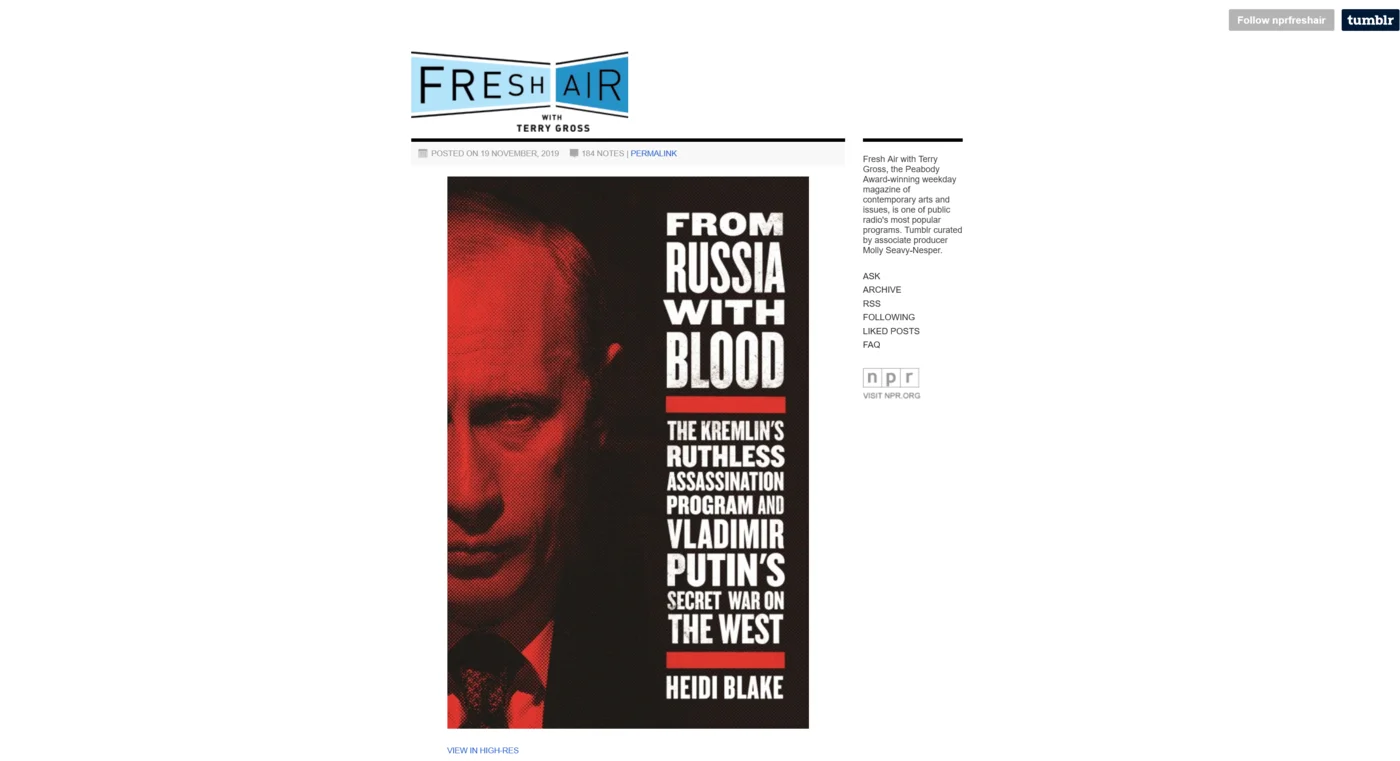 Follow nprfreshair
tumblr
FRESH AIR
WITH
TERRY GROSS
POSTED ON 19 NOVEMBER, 2019 184 NOTES | PERMALINK
FROM
RUSSIA
WITH
BLOOD
THE KREMLIN'S
RUTHLESS
ASSASSINATION
PROGRAM AND
VLADIMIR
PUTIN'S
SECRET WAR ON
THE WEST
HEIDI BLAKE
VIEW IN HIGH-RES
Fresh Air with Terry
Gross, the Peabody
Award-winning weekday
magazine of
contemporary arts and
issues, is one of public
radio's most popular
programs. Tumblr curated
by associate producer
Molly Seavy-Nesper.
ASK
ARCHIVE
RSS
FOLLOWING
LIKED POSTS
FAQ
npr
VISIT NPR.ORG